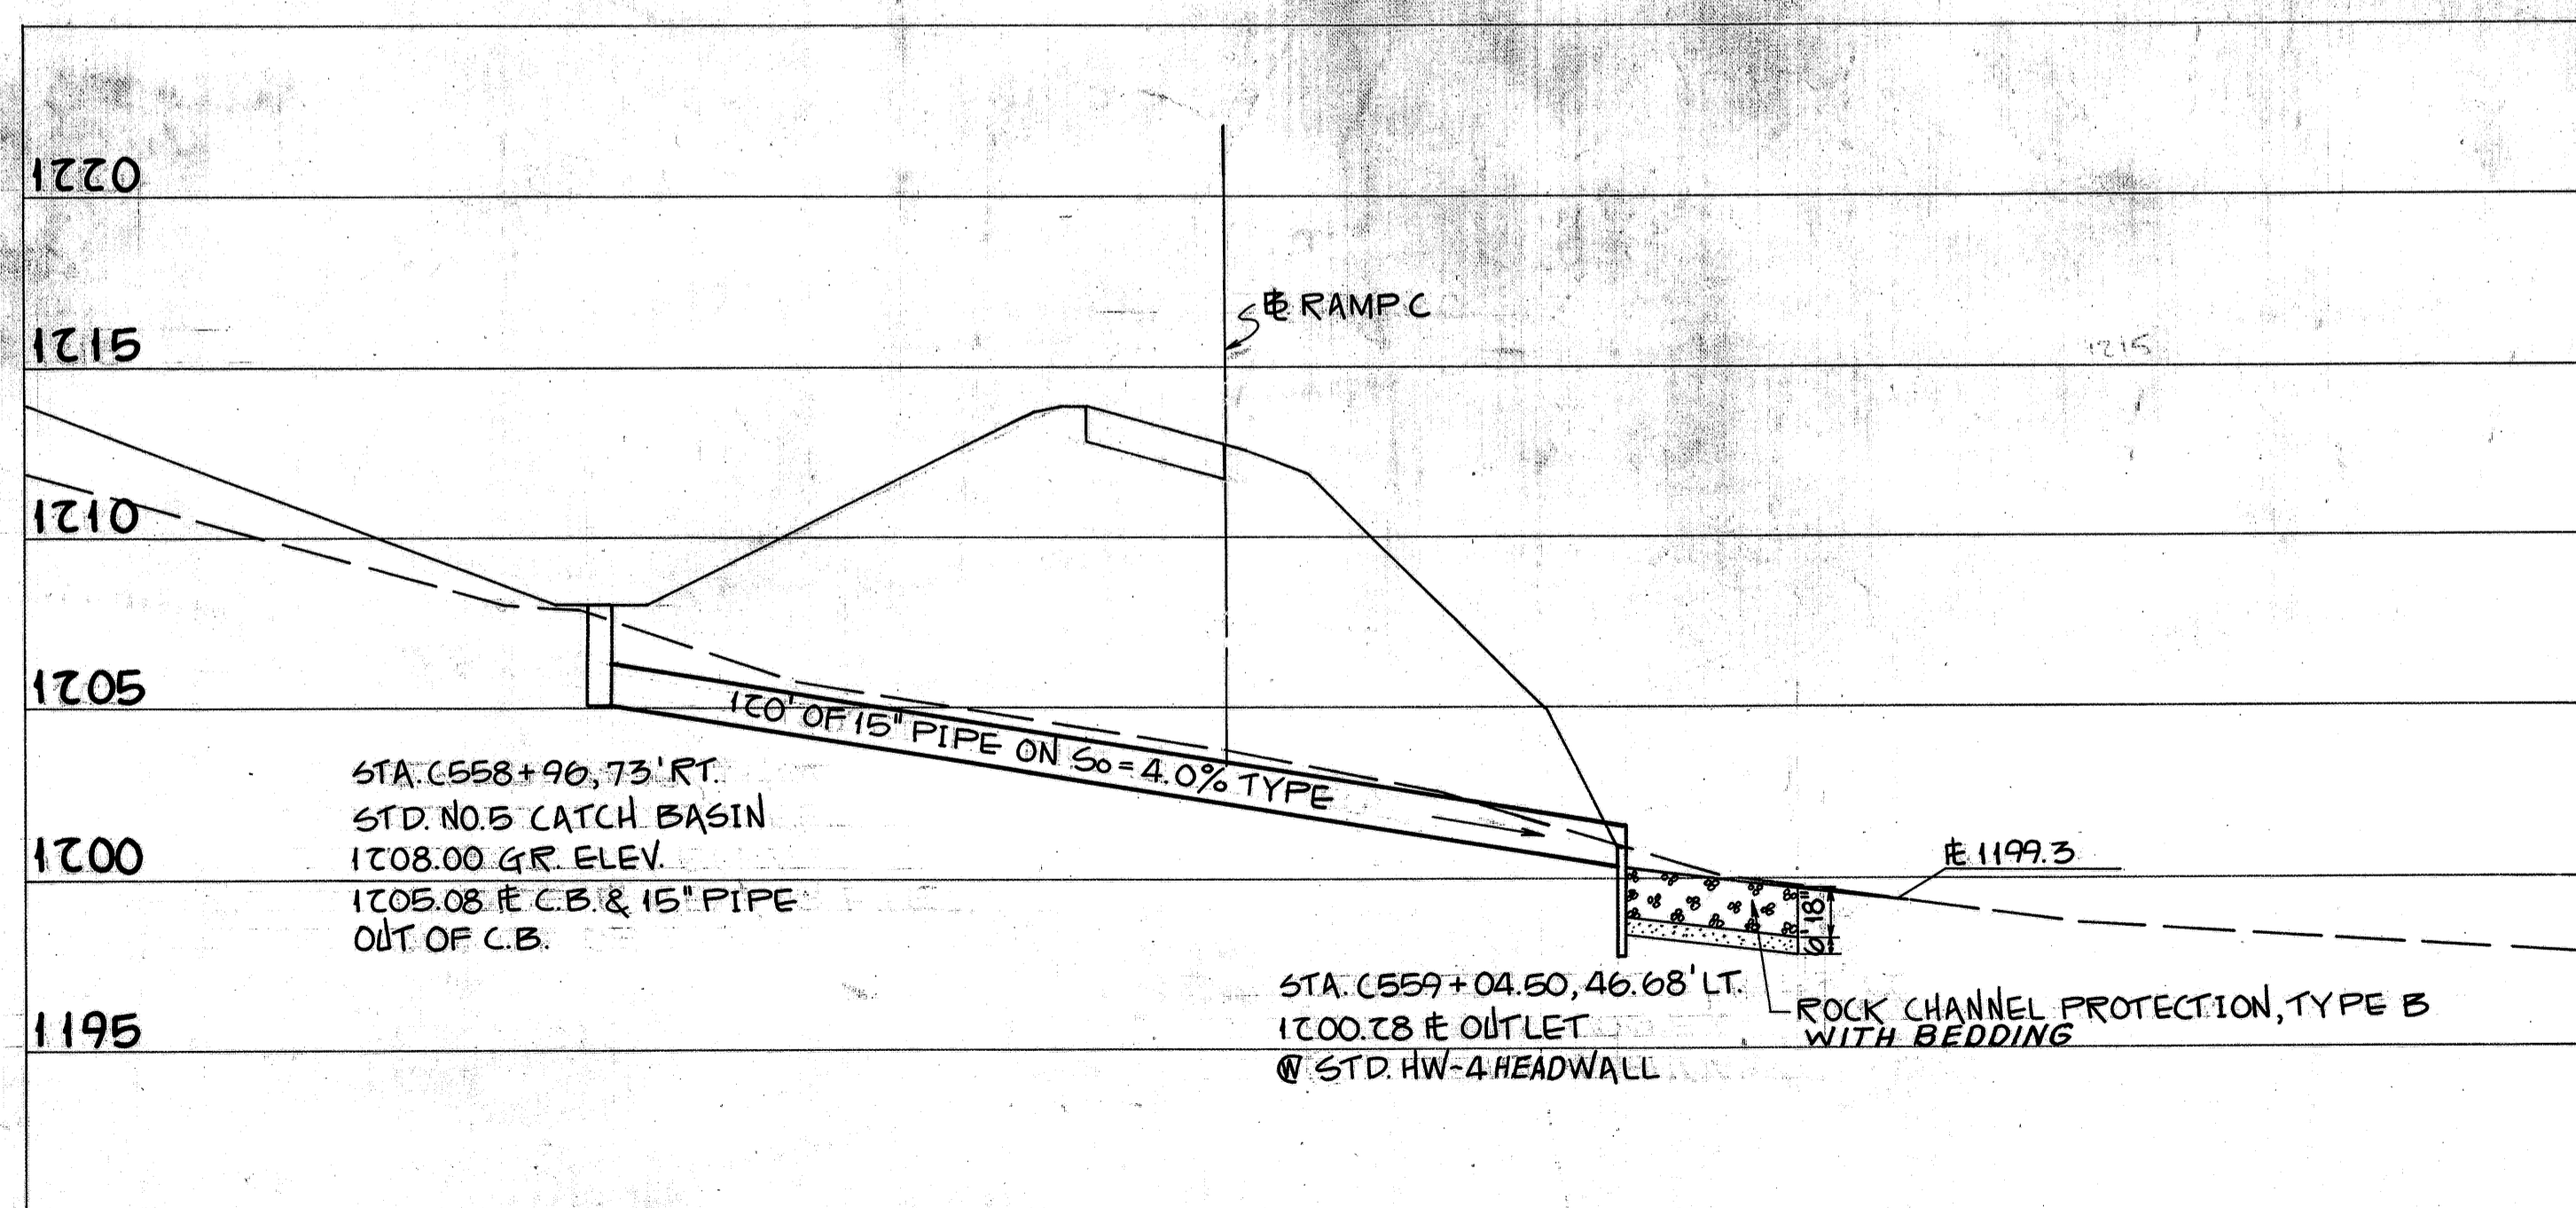 1220
℄ RAMP C
1215
1215
1210
1205
120' OF 15" PIPE ON So = 4.0% TYPE
STA. C558+96, 73' RT.
STD. NO.5 CATCH BASIN
1208.00 GR. ELEV.
1205.08 ⅊ C.B. & 15" PIPE
OUT OF C.B.
1200
1199.3
18"
6"
STA. C559+04.50, 46.68' LT.
1200.28 OUTLET
@ STD. HW-4 HEADWALL
ROCK CHANNEL PROTECTION, TYPE B
WITH BEDDING
1195